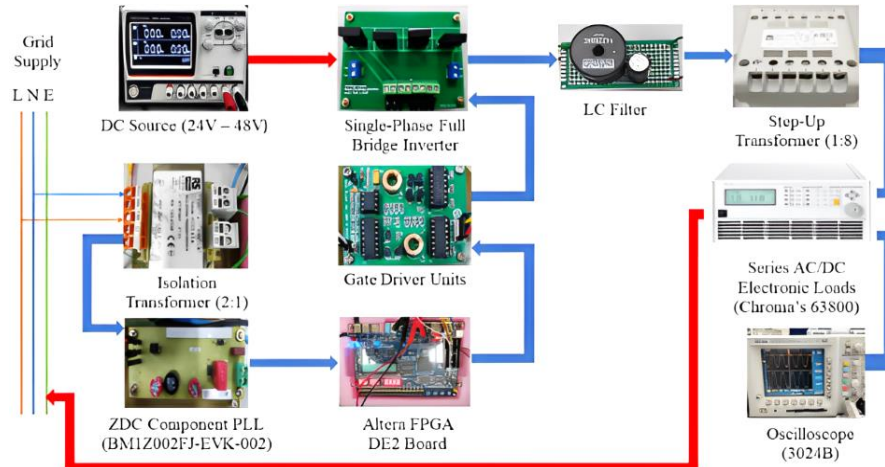 Grid
Supply
L N E
DC Source (24V – 48V)
Single-Phase Full
Bridge Inverter
LC Filter
Step-Up
Transformer (1:8)
Isolation
Transformer (2:1)
Gate Driver Units
Series AC/DC
Electronic Loads
(Chroma's 63800)
ZDC Component PLL
(BM1Z002FJ-EVK-002)
Altera FPGA
DE2 Board
Oscilloscope
(3024B)